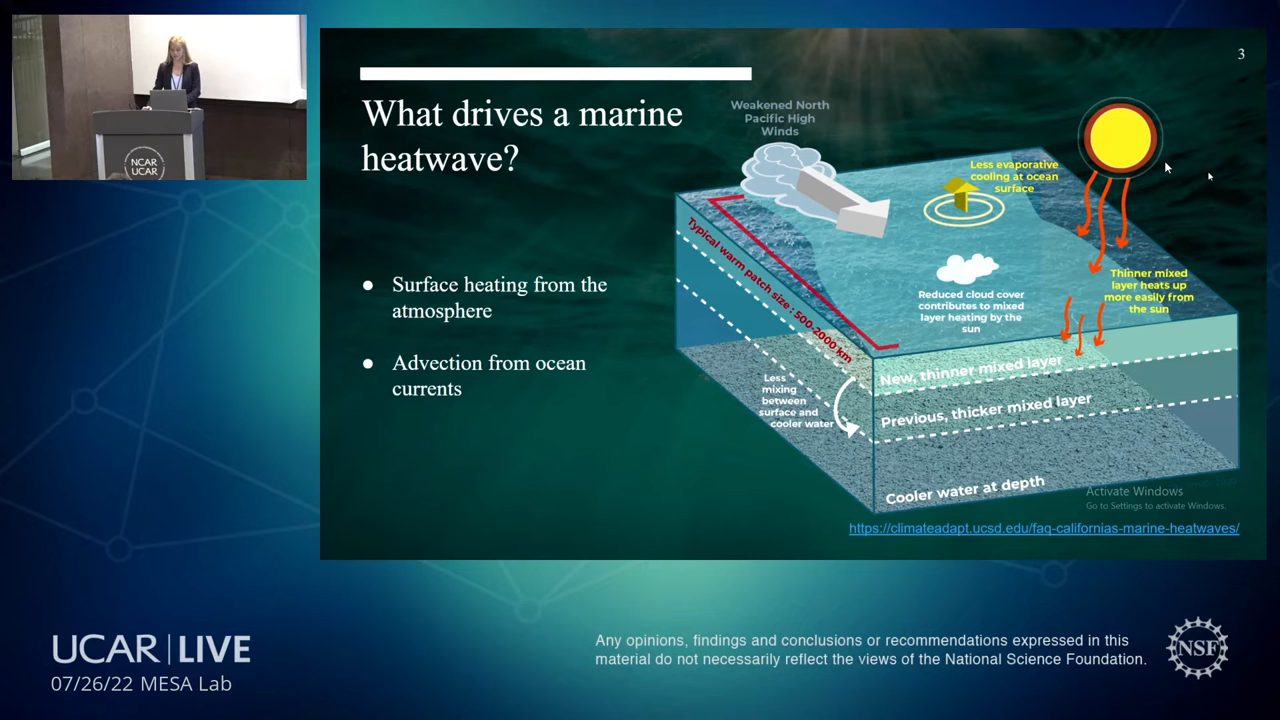 NCAR
UCAR
3
What drives a marine
heatwave?
● Surface heating from the
atmosphere
● Advection from ocean
currents
Weakened North
Pacific High
Winds
Less evaporative
cooling at ocean
surface
Typical warm patch size : 500-2000 km
Reduced cloud cover
contributes to mixed
layer heating by the
sun
Thinner mixed
layer heats up
more easily from
the sun
Less
mixing
between
surface and
cooler water
New, thinner mixed layer
Previous, thicker mixed layer
Cooler water at depth
Activate Windows
Go to Settings to activate Windows.
https://climateadapt.ucsd.edu/faq-californias-marine-heatwaves/
UCAR | LIVE
07/26/22 MESA Lab
Any opinions, findings and conclusions or recommendations expressed in this
material do not necessarily reflect the views of the National Science Foundation.
NSF